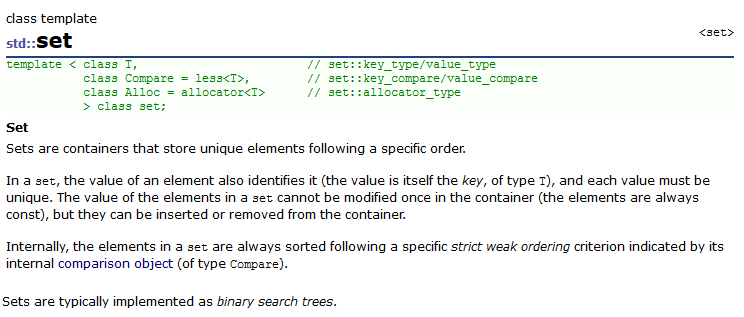 class template
<set>
std::set
template < class T,                        // set::key_type/value_type
           class Compare = less<T>,        // set::key_compare/value_compare
           class Alloc = allocator<T>      // set::allocator_type
           > class set;
Set
Sets are containers that store unique elements following a specific order.
In a set, the value of an element also identifies it (the value is itself the key, of type T), and each value must be
unique. The value of the elements in a set cannot be modified once in the container (the elements are always
const), but they can be inserted or removed from the container.
Internally, the elements in a set are always sorted following a specific strict weak ordering criterion indicated by its
internal comparison object (of type Compare).
Sets are typically implemented as binary search trees.